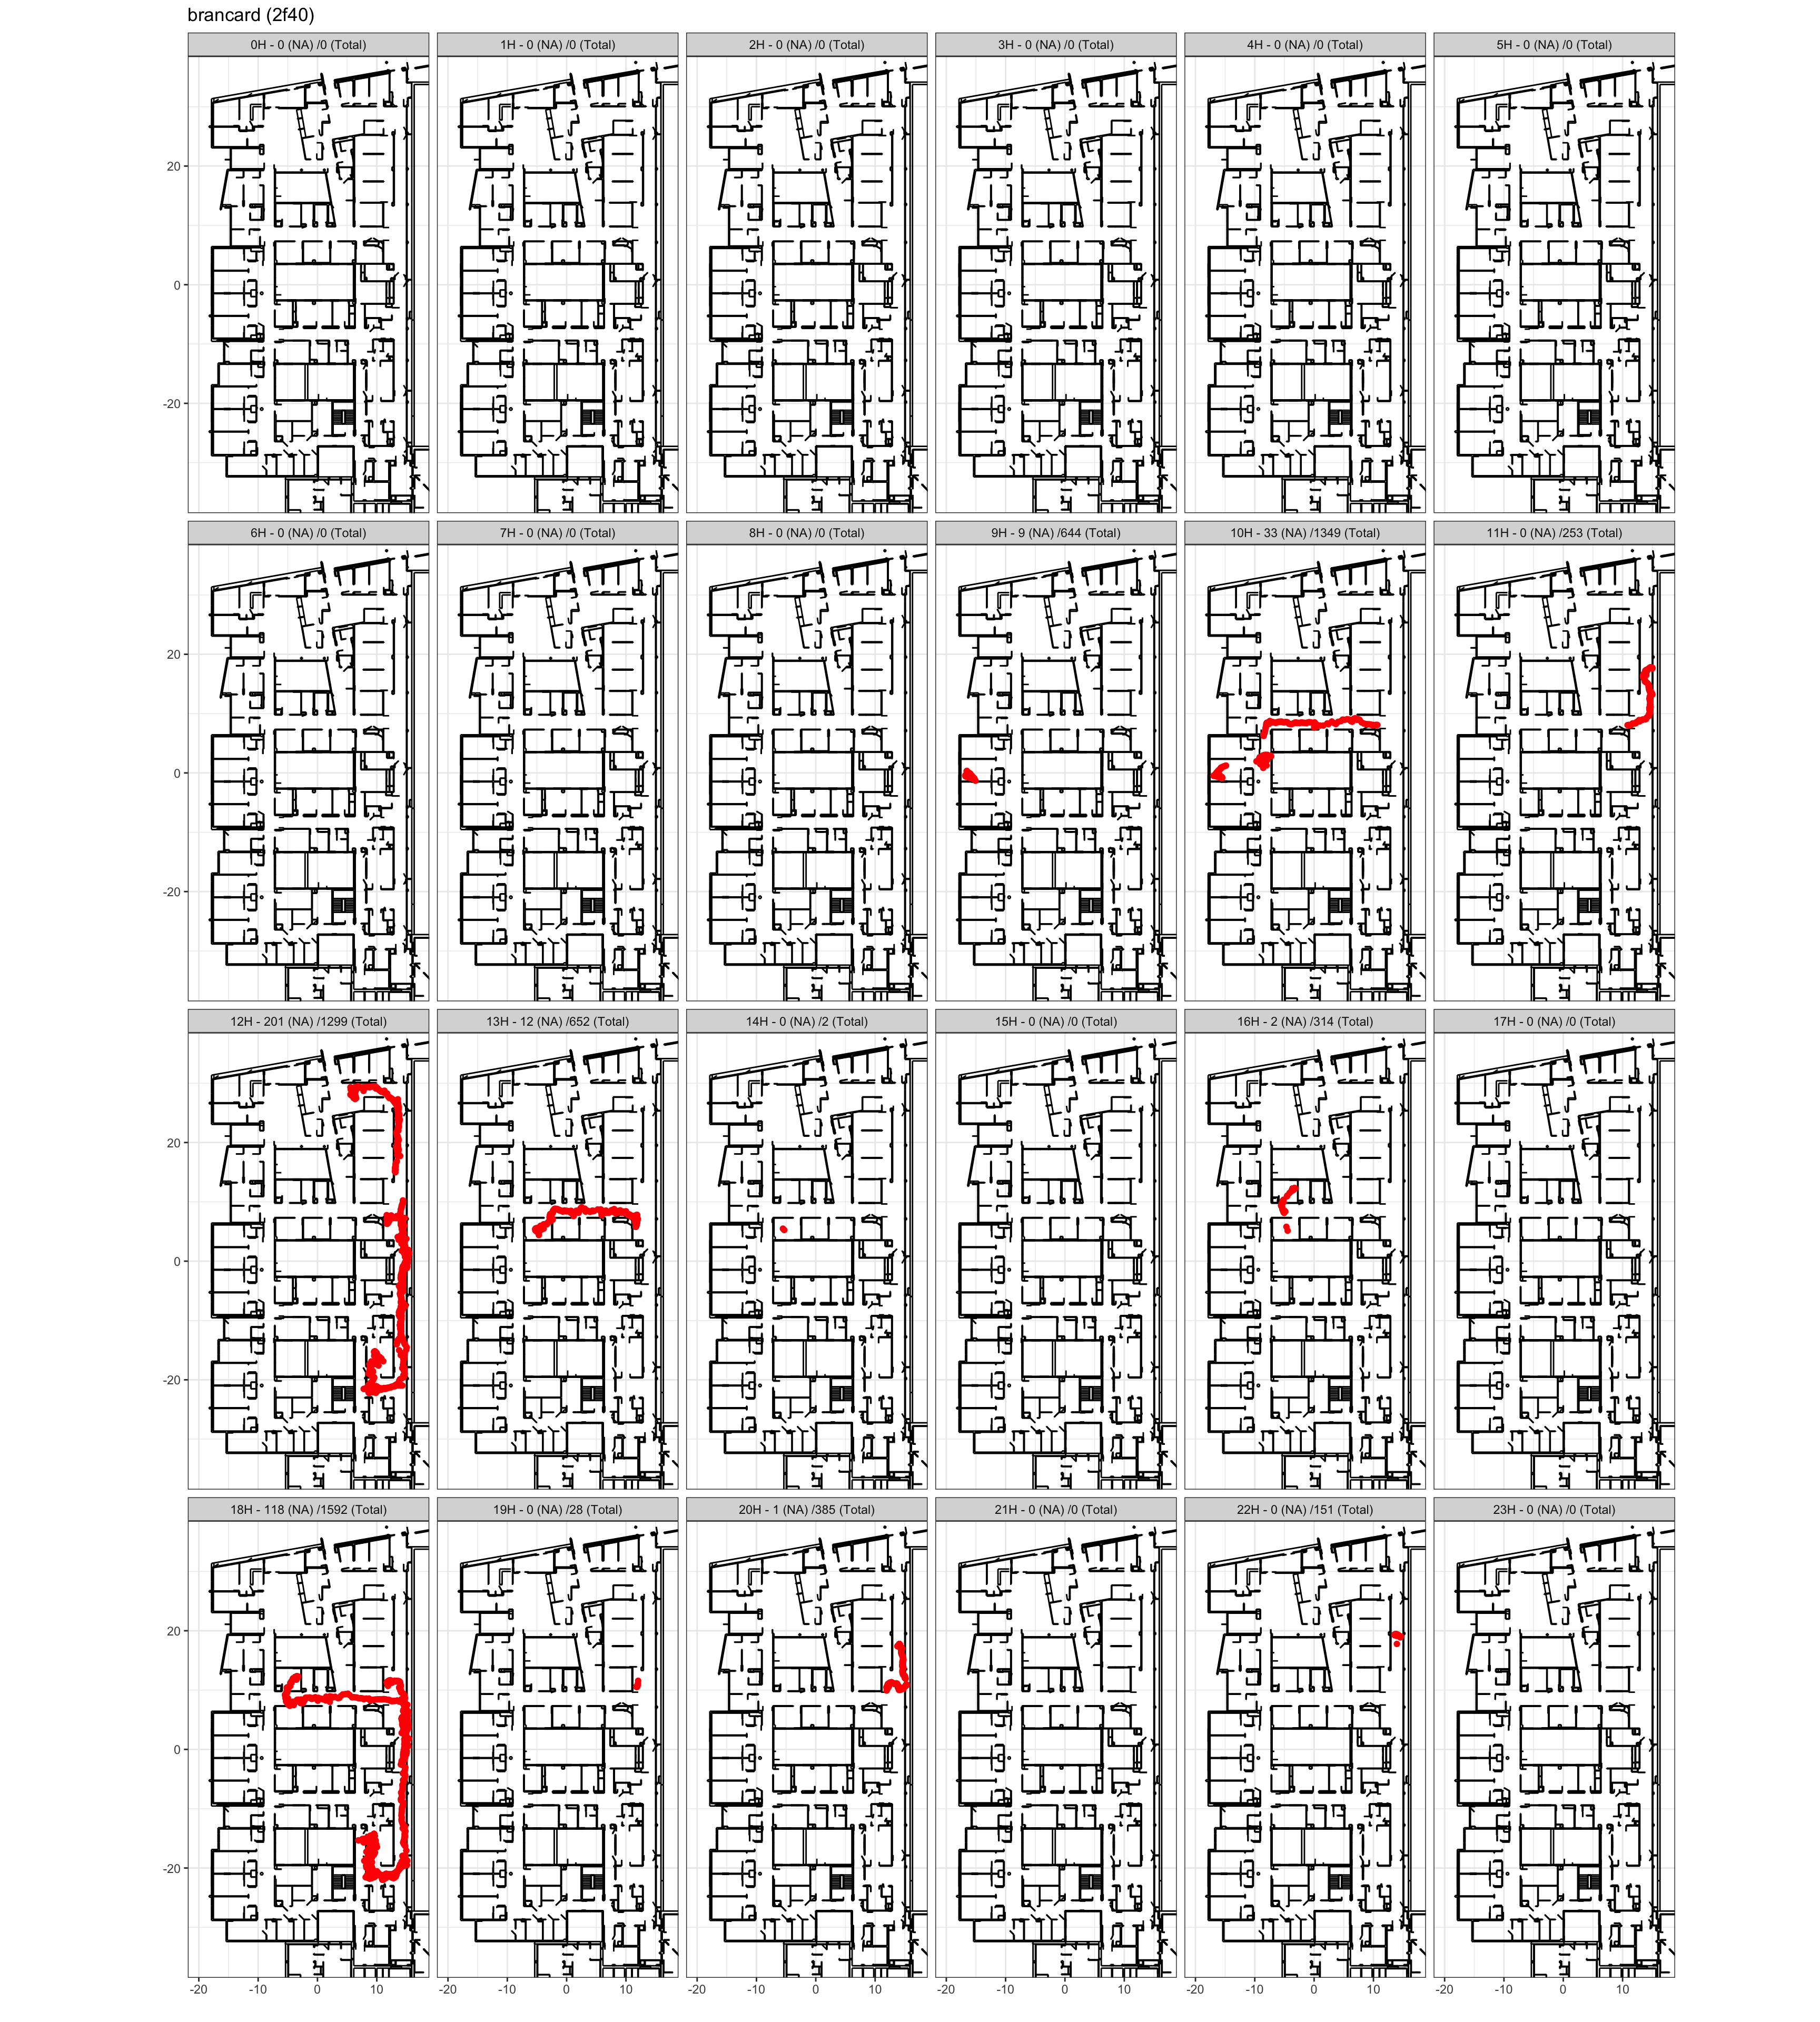 brancard (2f40)
0H - 0 (NA) /0 (Total) 1H - 0 (NA) /0 (Total) 2H - 0 (NA) /0 (Total) 3H - 0 (NA) /0 (Total) 4H - 0 (NA) /0 (Total) 5H - 0 (NA) /0 (Total)
20
0
-20
6H - 0 (NA) /0 (Total) 7H - 0 (NA) /0 (Total) 8H - 0 (NA) /0 (Total) 9H - 9 (NA) /644 (Total) 10H - 33 (NA) /1349 (Total) 11H - 0 (NA) /253 (Total)
20
0
-20
12H - 201 (NA) /1299 (Total) 13H - 12 (NA) /652 (Total) 14H - 0 (NA) /2 (Total) 15H - 0 (NA) /0 (Total) 16H - 2 (NA) /314 (Total) 17H - 0 (NA) /0 (Total)
20
0
-20
18H - 118 (NA) /1592 (Total) 19H - 0 (NA) /28 (Total) 20H - 1 (NA) /385 (Total) 21H - 0 (NA) /0 (Total) 22H - 0 (NA) /151 (Total) 23H - 0 (NA) /0 (Total)
20
0
-20
-20 -10 0 10 -20 -10 0 10 -20 -10 0 10 -20 -10 0 10 -20 -10 0 10 -20 -10 0 10